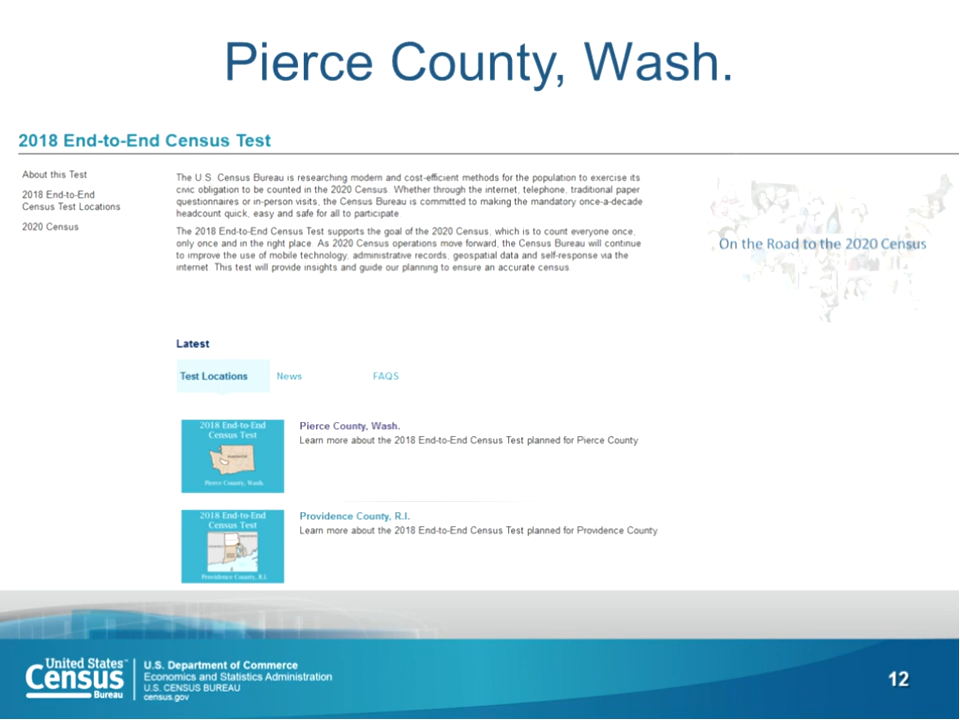 Pierce County, Wash.
2018 End-to-End Census Test
About this Test
2018 End-to-End
Census Test Locations
2020 Census
The U.S. Census Bureau is researching modern and cost-efficient methods for the population to exercise its
civic obligation to be counted in the 2020 Census. Whether through the internet, telephone, traditional paper
questionnaires or in-person visits, the Census Bureau is committed to making the mandatory once-a-decade
headcount quick, easy and safe for all to participate.
The 2018 End-to-End Census Test supports the goal of the 2020 Census, which is to count everyone once,
only once and in the right place. As 2020 Census operations move forward, the Census Bureau will continue
to improve the use of mobile technology, administrative records, geospatial data and self-response via the
internet. This test will provide insights and guide our planning to ensure an accurate census.
On the Road to the 2020 Census
Latest
Test Locations
News
FAQS
2018 End-to-End
Census Test
Pierce County, Wash.
Pierce County, Wash.
Learn more about the 2018 End-to-End Census Test planned for Pierce County
2018 End-to-End
Census Test
Providence County, R.I.
Providence County, R.I.
Learn more about the 2018 End-to-End Census Test planned for Providence County
United States™
Census
Bureau
U.S. Department of Commerce
Economics and Statistics Administration
U.S. CENSUS BUREAU
census.gov
12